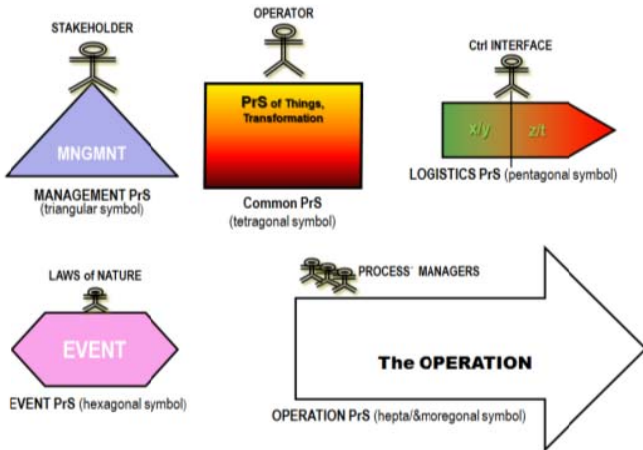 STAKEHOLDER
MNGMNT
MANAGEMENT PrS
(triangular symbol)
OPERATOR
PrS of Things,
Transformation
Common PrS
(tetragonal symbol)
Ctrl INTERFACE
x/y z/t
LOGISTICS PrS (pentagonal symbol)
LAWS of NATURE
EVENT
EVENT PrS (hexagonal symbol)
PROCESS` MANAGERS
The OPERATION
OPERATION PrS (hepta/&moregonal symbol)